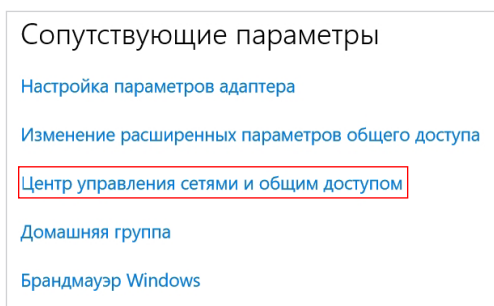 Сопутствующие параметры
Настройка параметров адаптера
Изменение расширенных параметров общего доступа
Центр управления сетями и общим доступом
Домашняя группа
Брандмауэр Windows